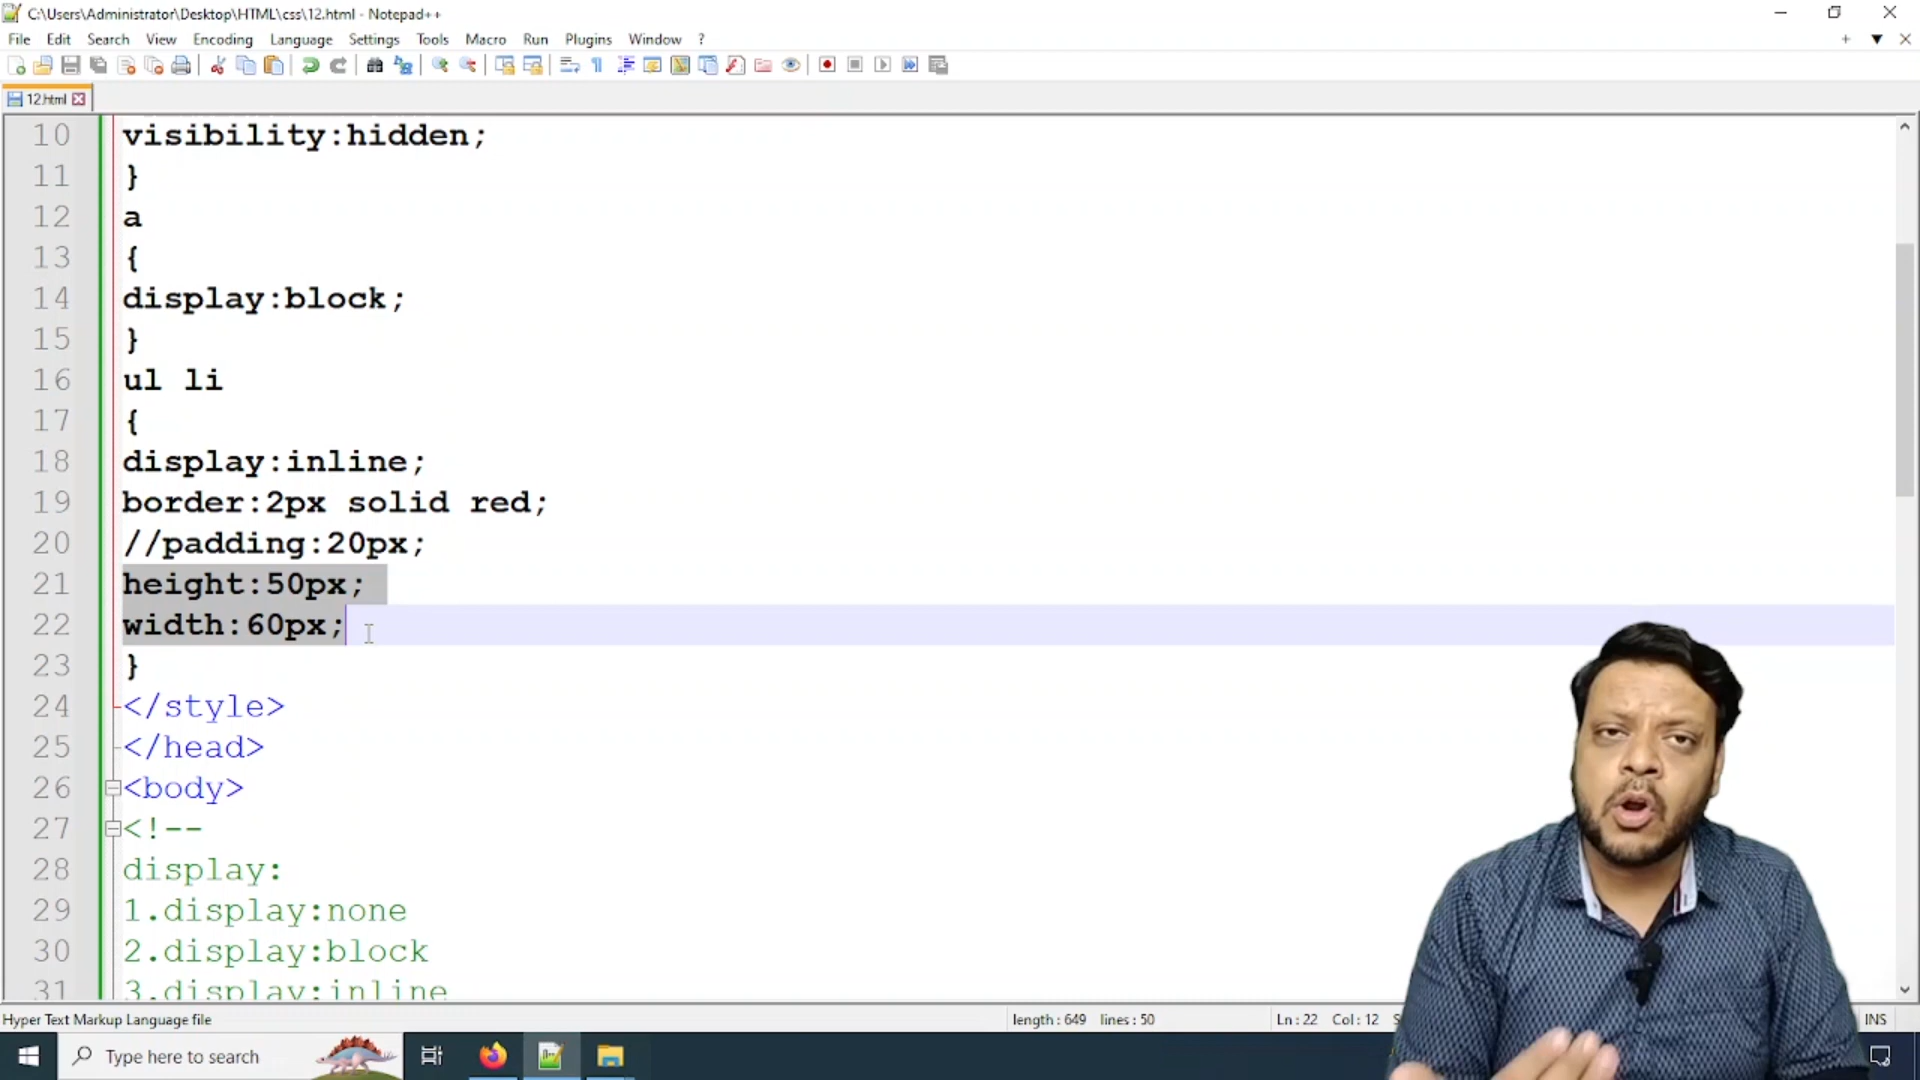 C:\Users\Administrator\Desktop\HTML\css\12.html - Notepad++
File Edit Search View Encoding Language Settings Tools Macro Run Plugins Window ?
12.html
10 visibility:hidden;
11 }
12 a
13 {
14 display:block;
15 }
16 ul li
17 {
18 display:inline;
19 border:2px solid red;
20 //padding:20px;
21 height:50px;
22 width:60px;
23 }
24 </style>
25 </head>
26 <body>
27 <!--
28 display:
29 1.display:none
30 2.display:block
31 3.display:inline
Hyper Text Markup Language file length : 649 lines : 50 Ln : 22 Col : 12 INS
Type here to search